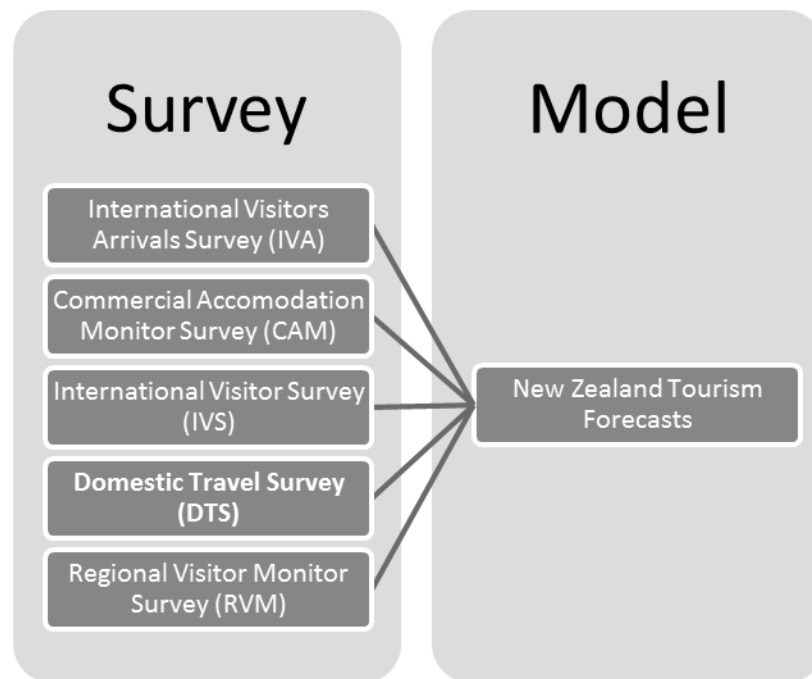 Survey
International Visitors
Arrivals Survey (IVA)
Commercial Accomodation
Monitor Survey (CAM)
International Visitor Survey
(IVS)
Domestic Travel Survey
(DTS)
Regional Visitor Monitor
Survey (RVM)
Model
New Zealand Tourism
Forecasts